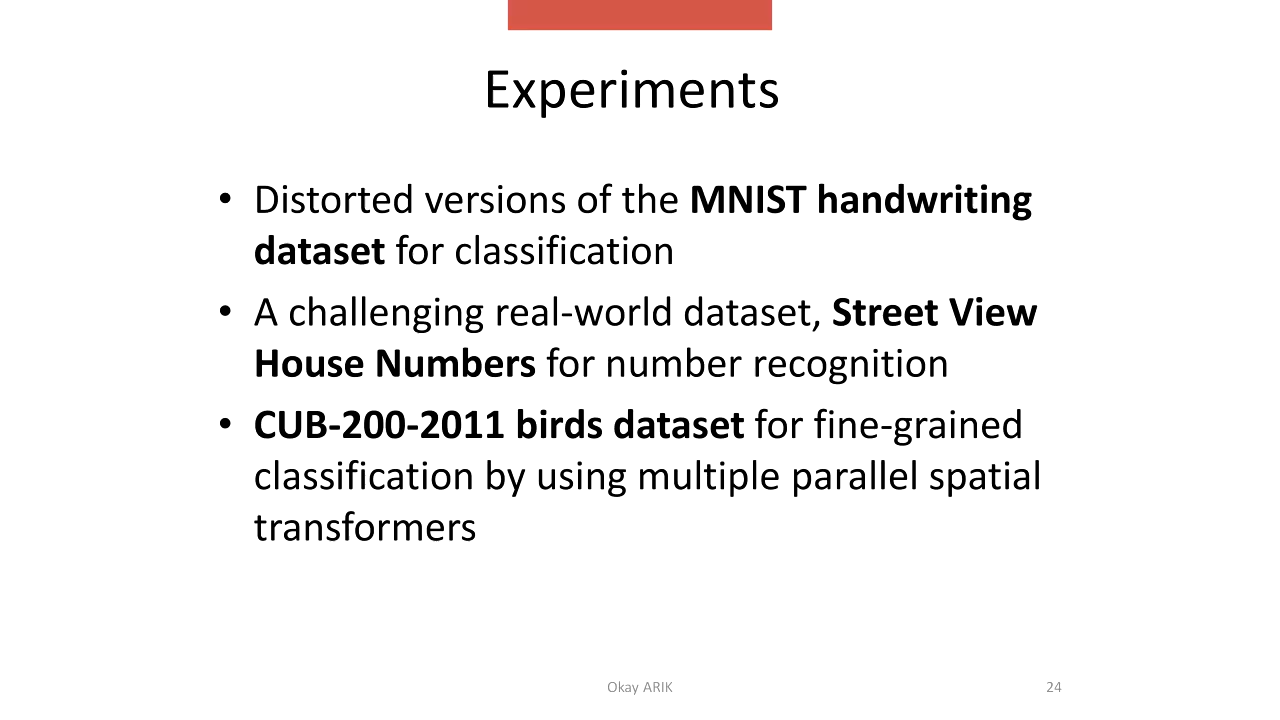 Experiments
• Distorted versions of the MNIST handwriting
dataset for classification
• A challenging real-world dataset, Street View
House Numbers for number recognition
• CUB-200-2011 birds dataset for fine-grained
classification by using multiple parallel spatial
transformers
Okay ARIK
24